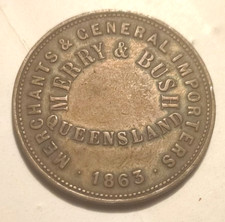 MERCHANTS & GENERAL IMPORTERS
· 1863 ·
MERRY & BUSH
QUEENSLAND